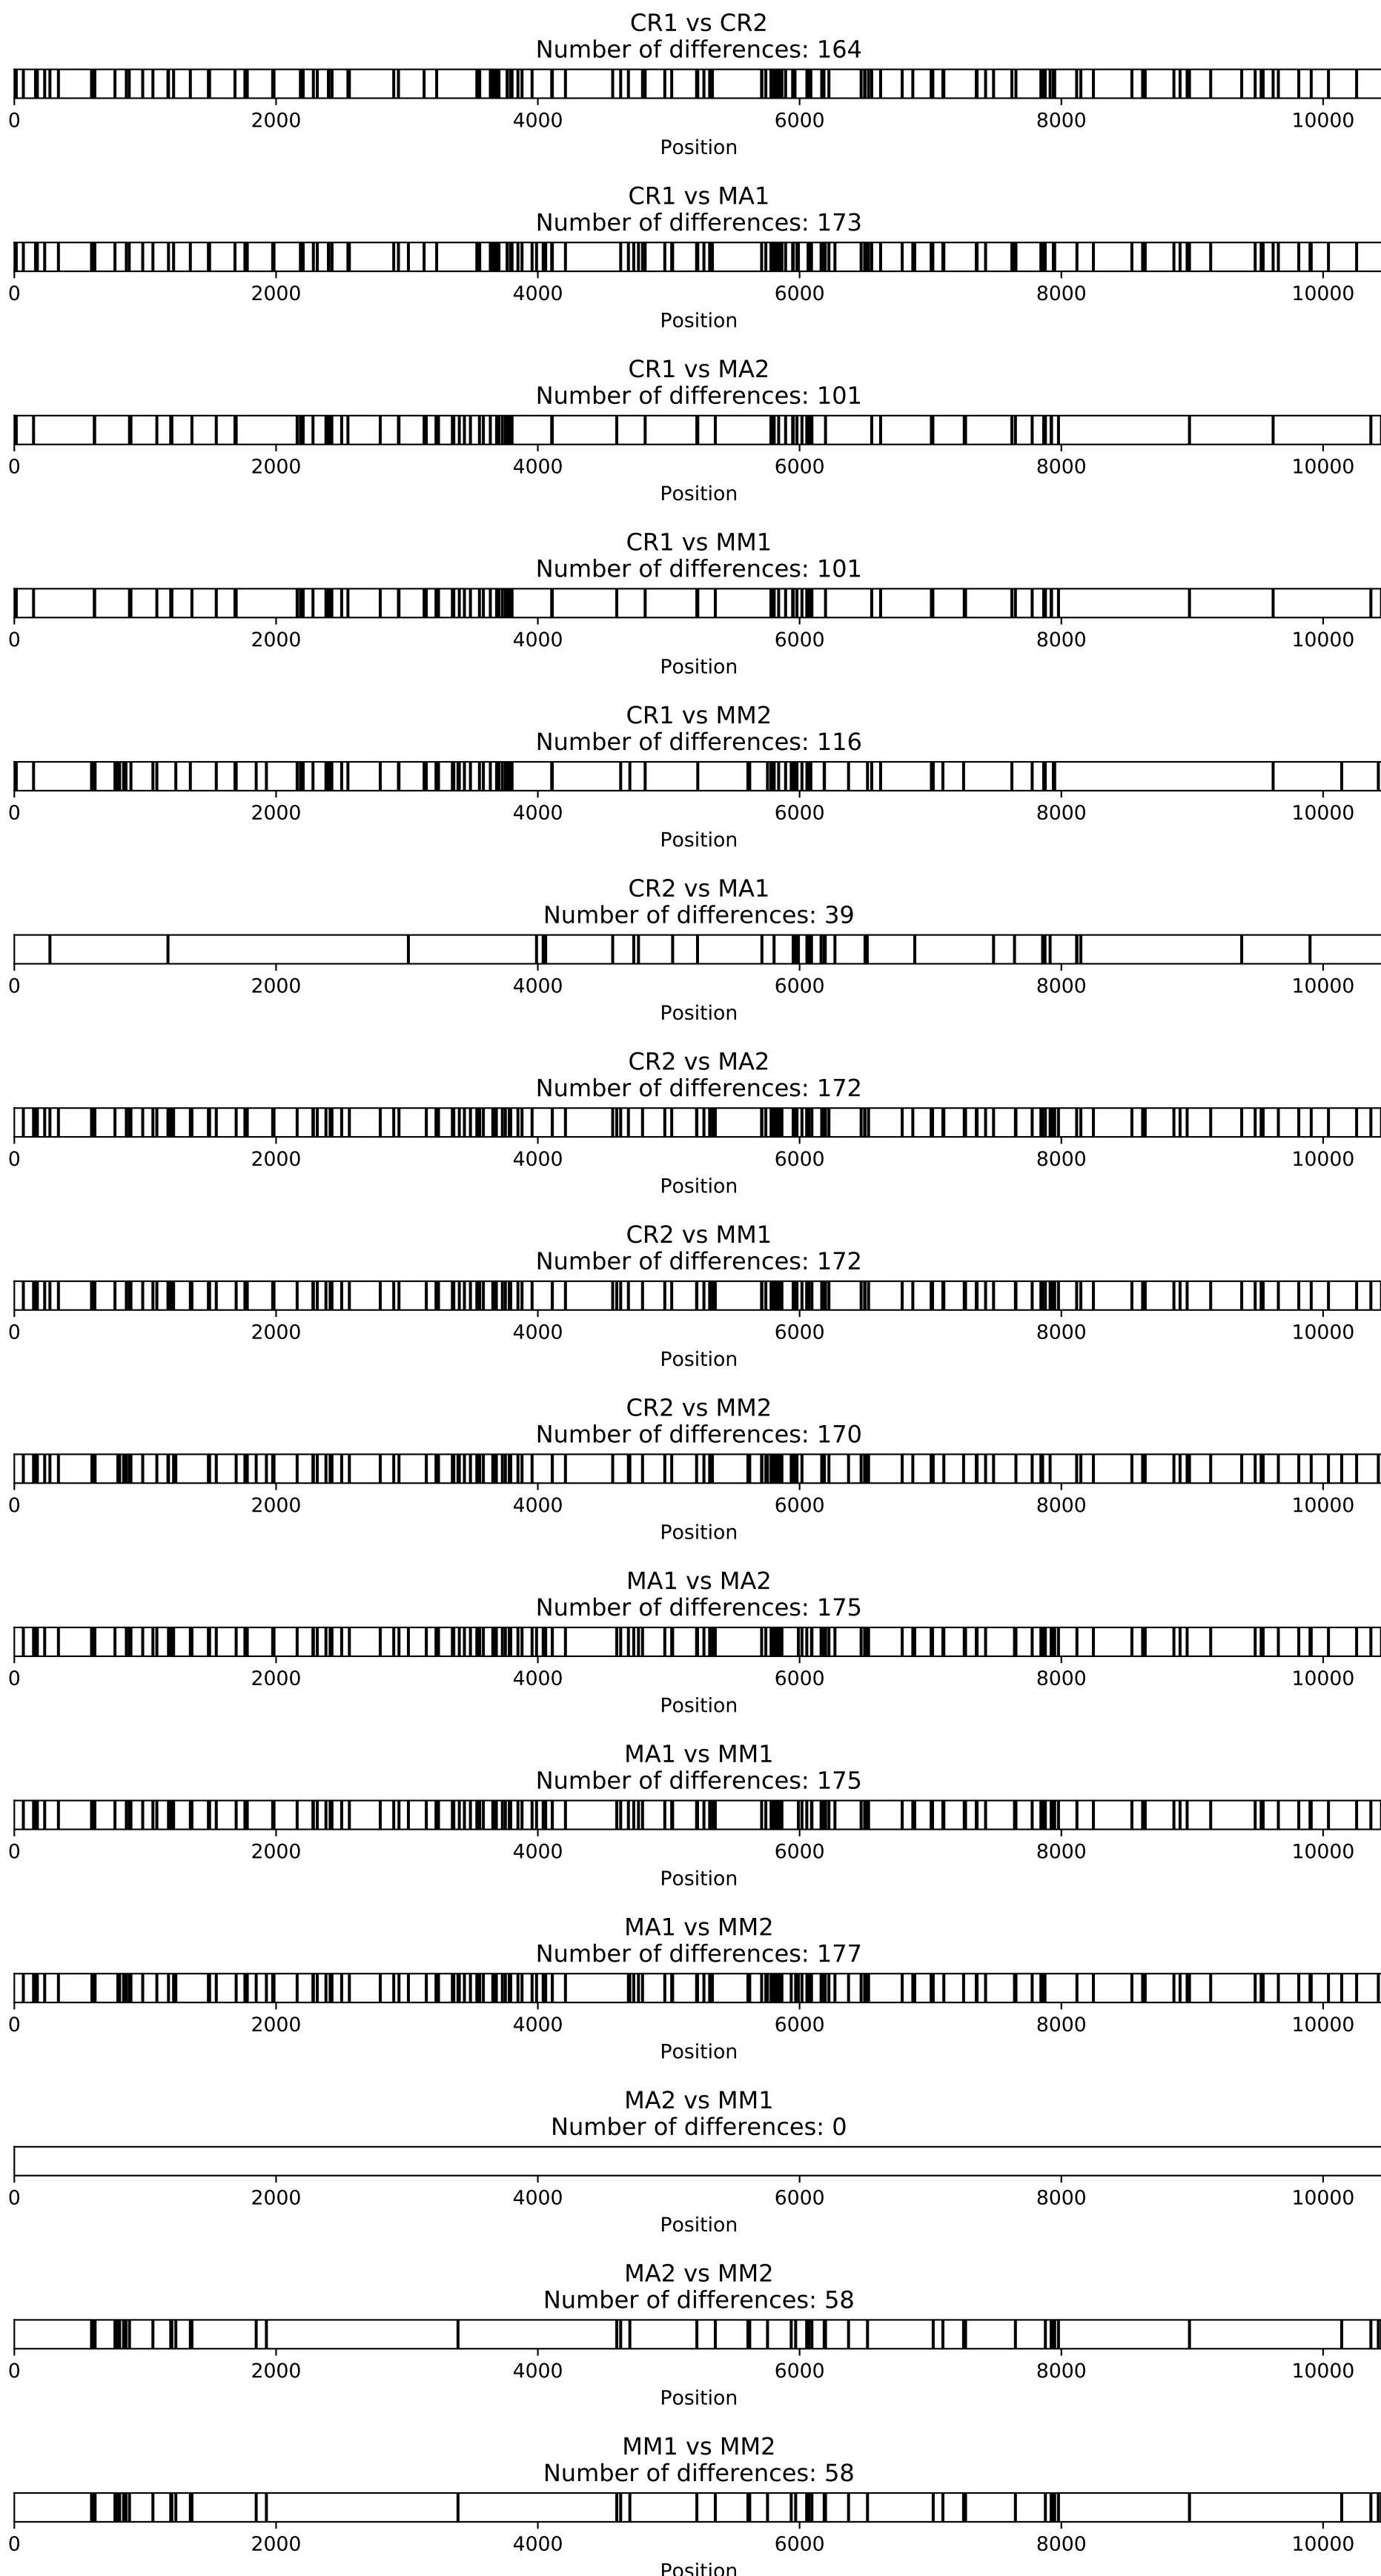 CR1 vs CR2
Number of differences: 164
0 2000 4000 6000 8000 10000
Position
CR1 vs MA1
Number of differences: 173
0 2000 4000 6000 8000 10000
Position
CR1 vs MA2
Number of differences: 101
0 2000 4000 6000 8000 10000
Position
CR1 vs MM1
Number of differences: 101
0 2000 4000 6000 8000 10000
Position
CR1 vs MM2
Number of differences: 116
0 2000 4000 6000 8000 10000
Position
CR2 vs MA1
Number of differences: 39
0 2000 4000 6000 8000 10000
Position
CR2 vs MA2
Number of differences: 172
0 2000 4000 6000 8000 10000
Position
CR2 vs MM1
Number of differences: 172
0 2000 4000 6000 8000 10000
Position
CR2 vs MM2
Number of differences: 170
0 2000 4000 6000 8000 10000
Position
MA1 vs MA2
Number of differences: 175
0 2000 4000 6000 8000 10000
Position
MA1 vs MM1
Number of differences: 175
0 2000 4000 6000 8000 10000
Position
MA1 vs MM2
Number of differences: 177
0 2000 4000 6000 8000 10000
Position
MA2 vs MM1
Number of differences: 0
0 2000 4000 6000 8000 10000
Position
MA2 vs MM2
Number of differences: 58
0 2000 4000 6000 8000 10000
Position
MM1 vs MM2
Number of differences: 58
0 2000 4000 6000 8000 10000
Position